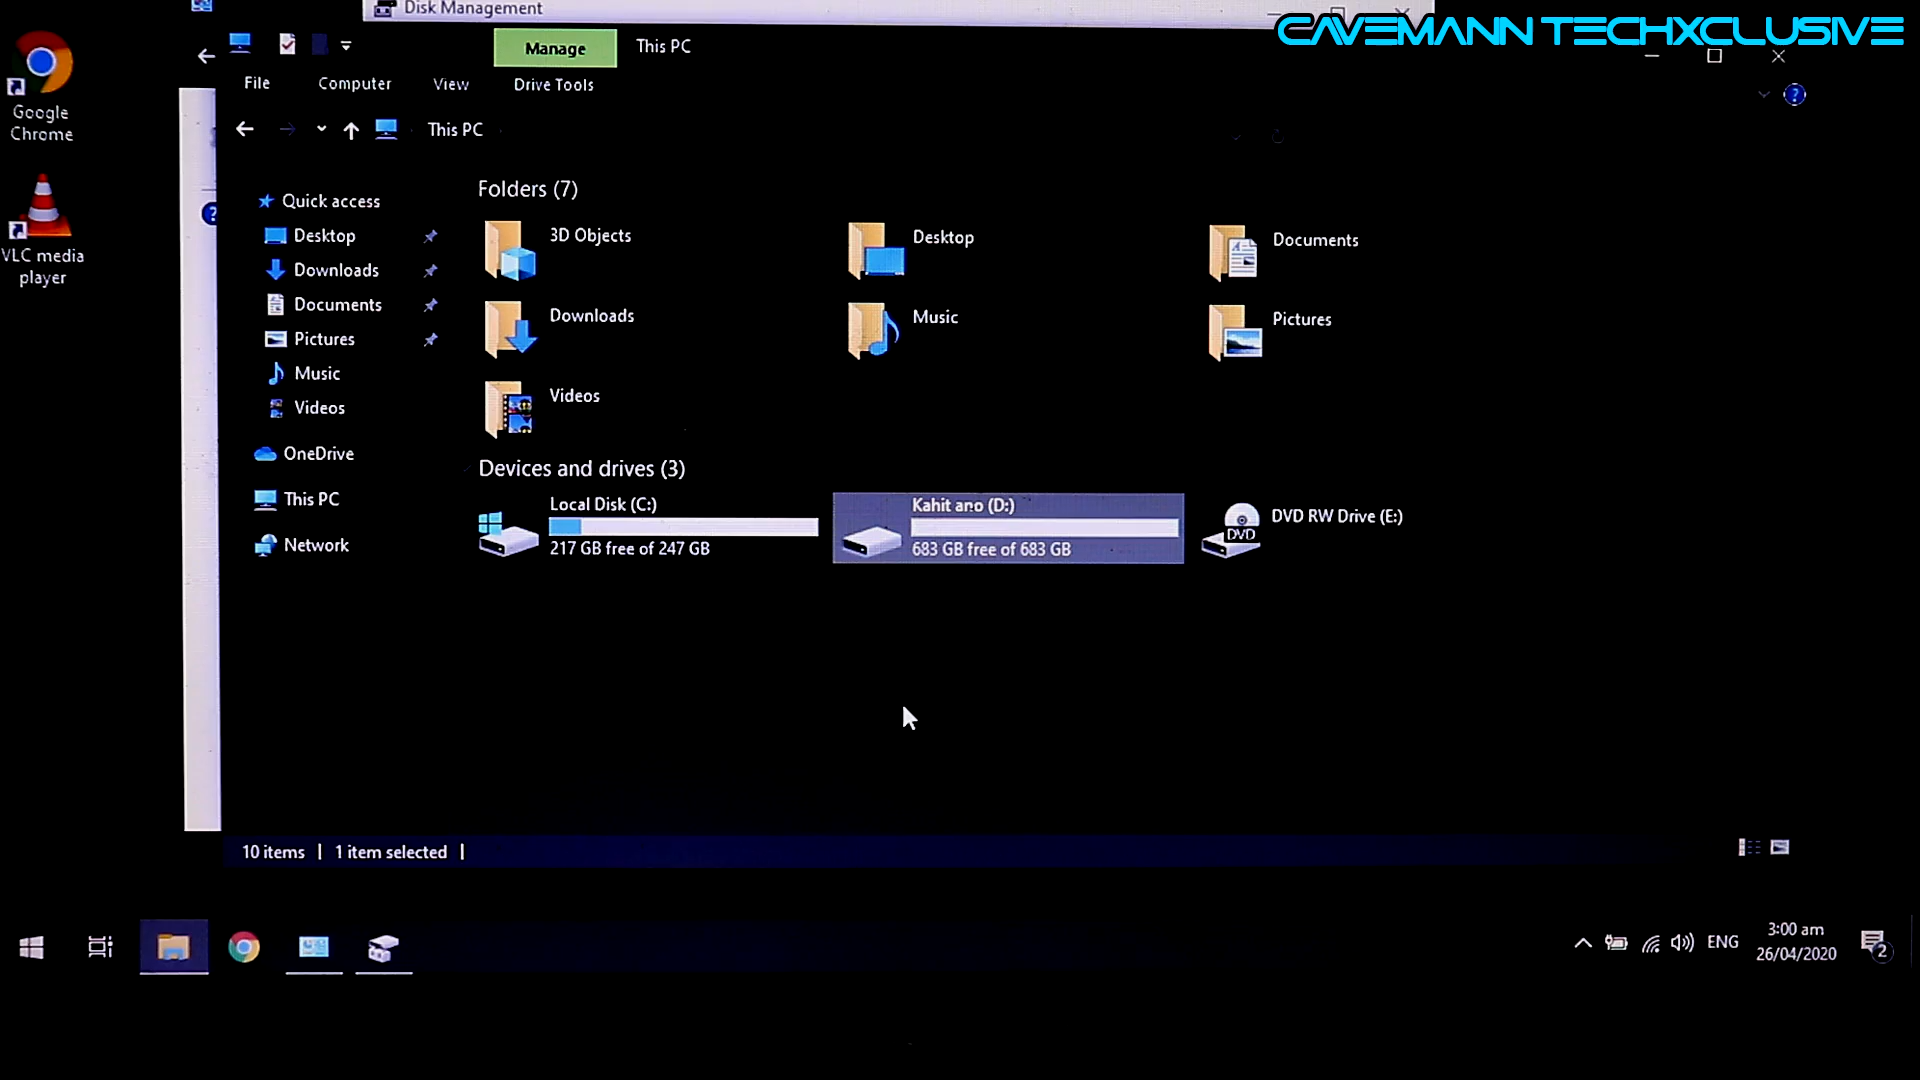 Disk Management
CAVEMANN TECHXCLUSIVE
Manage
This PC
File
Computer
View
Drive Tools
This PC
Google
Chrome
VLC media
player
Quick access
Desktop
Downloads
Documents
Pictures
Music
Videos
OneDrive
This PC
Network
Folders (7)
3D Objects
Desktop
Documents
Downloads
Music
Pictures
Videos
Devices and drives (3)
Local Disk (C:)
217 GB free of 247 GB
Kahit ano (D:)
683 GB free of 683 GB
DVD RW Drive (E:)
DVD
10 items
1 item selected
ENG
3:00 am
26/04/2020
2